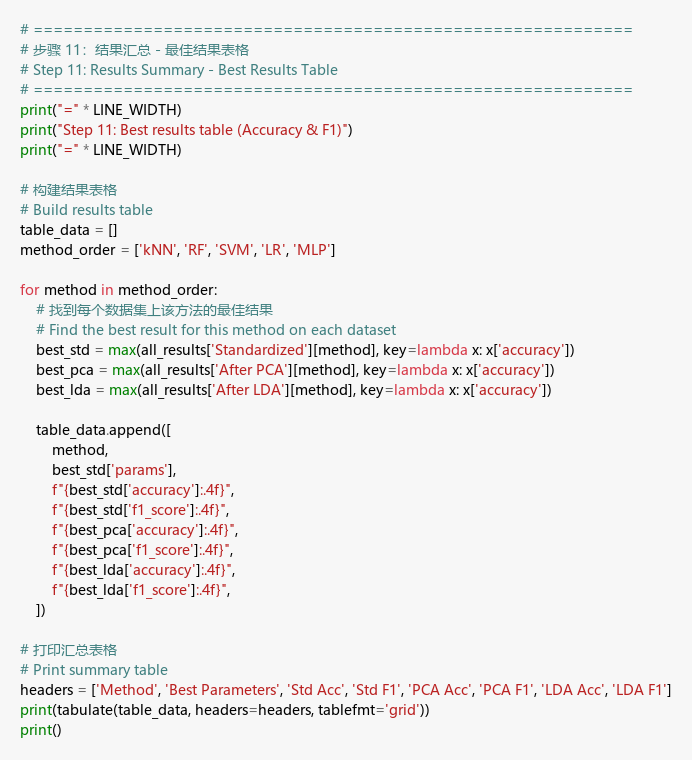 # ============================================================
# 步骤 11：结果汇总 - 最佳结果表格
# Step 11: Results Summary - Best Results Table
# ============================================================
print("=" * LINE_WIDTH)
print("Step 11: Best results table (Accuracy & F1)")
print("=" * LINE_WIDTH)

# 构建结果表格
# Build results table
table_data = []
method_order = ['kNN', 'RF', 'SVM', 'LR', 'MLP']

for method in method_order:
    # 找到每个数据集上该方法的最佳结果
    # Find the best result for this method on each dataset
    best_std = max(all_results['Standardized'][method], key=lambda x: x['accuracy'])
    best_pca = max(all_results['After PCA'][method], key=lambda x: x['accuracy'])
    best_lda = max(all_results['After LDA'][method], key=lambda x: x['accuracy'])

    table_data.append([
        method,
        best_std['params'],
        f"{best_std['accuracy']:.4f}",
        f"{best_std['f1_score']:.4f}",
        f"{best_pca['accuracy']:.4f}",
        f"{best_pca['f1_score']:.4f}",
        f"{best_lda['accuracy']:.4f}",
        f"{best_lda['f1_score']:.4f}",
    ])

# 打印汇总表格
# Print summary table
headers = ['Method', 'Best Parameters', 'Std Acc', 'Std F1', 'PCA Acc', 'PCA F1', 'LDA Acc', 'LDA F1']
print(tabulate(table_data, headers=headers, tablefmt='grid'))
print()